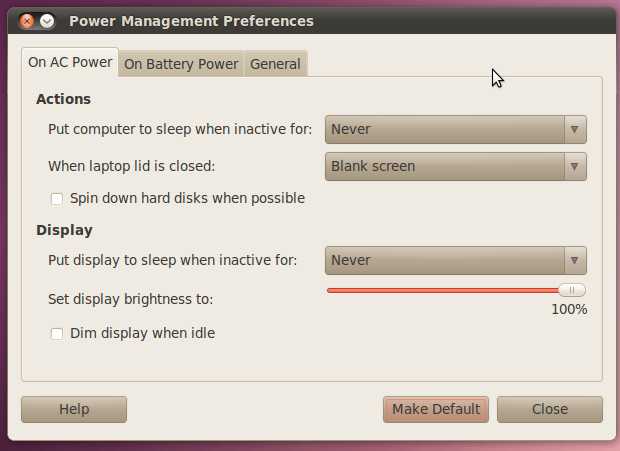 Power Management Preferences
On AC Power On Battery Power General
Actions
Put computer to sleep when inactive for: Never
When laptop lid is closed: Blank screen
Spin down hard disks when possible
Display
Put display to sleep when inactive for: Never
Set display brightness to:
100%
Dim display when idle
Help Make Default Close